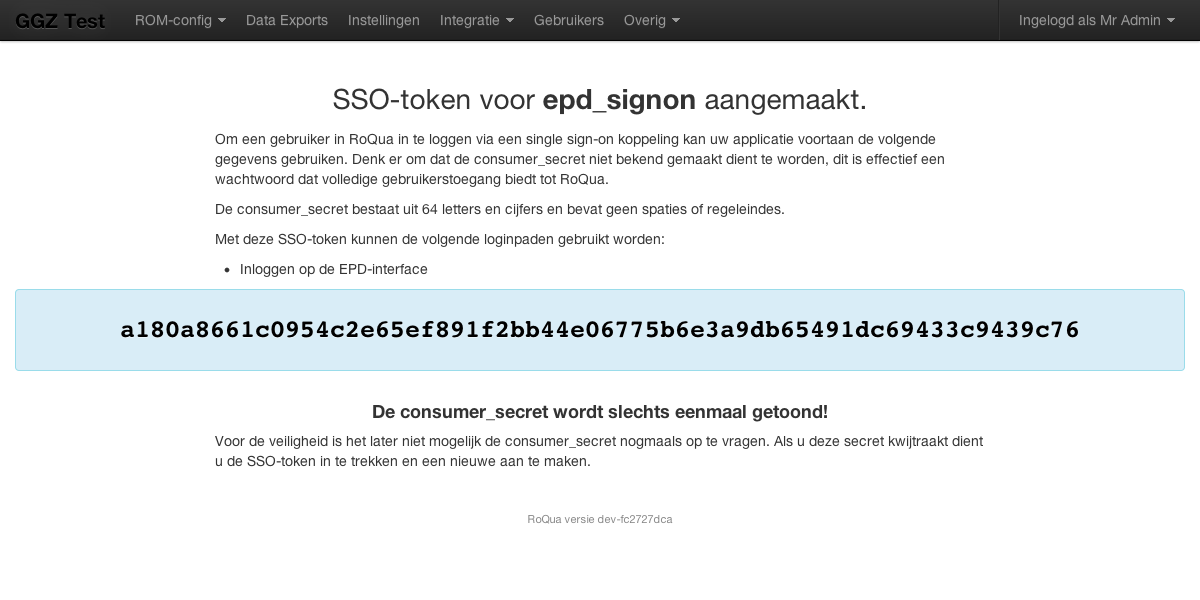 GGZ Test ROM-config Data Exports Instellingen Integratie Gebruikers Overig Ingelogd als Mr Admin
SSO-token voor epd_signon aangemaakt.
Om een gebruiker in RoQua in te loggen via een single sign-on koppeling kan uw applicatie voortaan de volgende
gegevens gebruiken. Denk er om dat de consumer_secret niet bekend gemaakt dient te worden, dit is effectief een
wachtwoord dat volledige gebruikerstoegang biedt tot RoQua.
De consumer_secret bestaat uit 64 letters en cijfers en bevat geen spaties of regeleindes.
Met deze SSO-token kunnen de volgende loginpaden gebruikt worden:
• Inloggen op de EPD-interface
a180a8661c0954c2e65ef891f2bb44e06775b6e3a9db65491dc69433c9439c76
De consumer_secret wordt slechts eenmaal getoond!
Voor de veiligheid is het later niet mogelijk de consumer_secret nogmaals op te vragen. Als u deze secret kwijtraakt dient
u de SSO-token in te trekken en een nieuwe aan te maken.
RoQua versie dev-fc2727dca